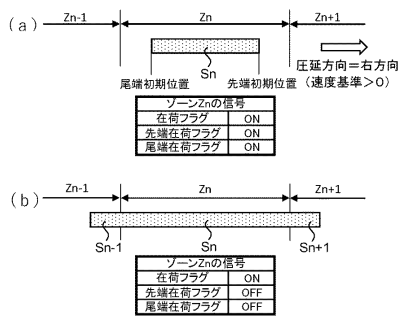 (a)
Zn-1 Zn Zn+1
Sn
尾端初期位置 先端初期位置
圧延方向=右方向
(速度基準>0)
ゾーンZnの信号
在荷フラグ ON
先端在荷フラグ ON
尾端在荷フラグ ON
(b)
Zn-1 Zn Zn+1
Sn-1 Sn Sn+1
ゾーンZnの信号
在荷フラグ ON
先端在荷フラグ OFF
尾端在荷フラグ OFF